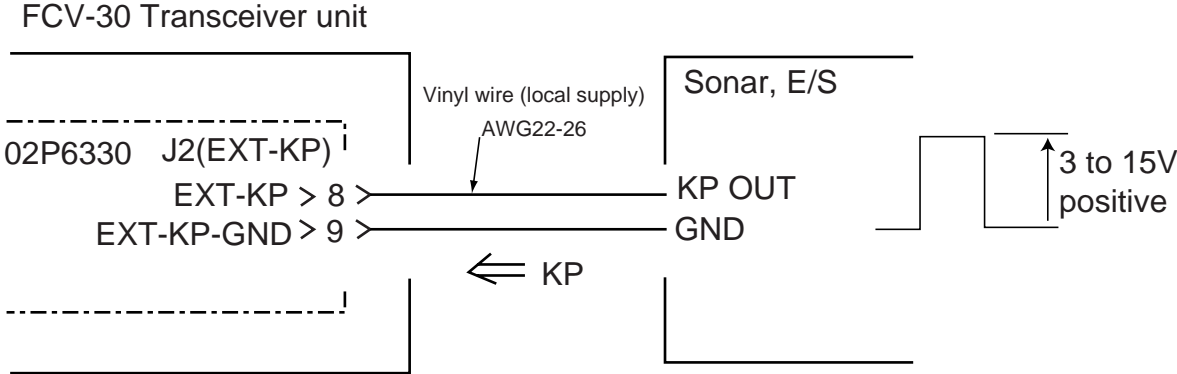 FCV-30 Transceiver unit
Sonar, E/S
Vinyl wire (local supply)
AWG22-26
02P6330 J2(EXT-KP)
3 to 15V
positive
EXT-KP > 8 > KP OUT
EXT-KP-GND > 9 > GND
KP